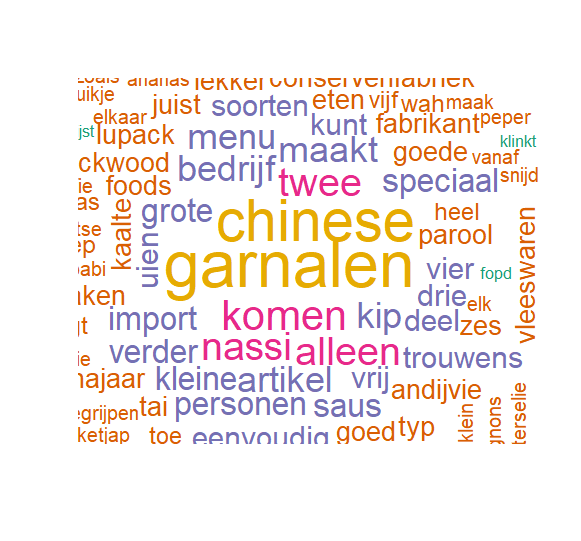 zoals ananas lekker conservenfabriek
uikje juist soorten eten vijf wah maak
elkaar kunt fabrikant peper
jst lupack menu maakt goede klinkt
ckwood bedrijf twee speciaal vanaf snijd
ie foods
as kaalte grote chinese heel
tse uien parool
ep garnalen vier fopd vleeswaren
babi
aken drie elk
gt import komen kip deel zes
ie verder nassi alleen trouwens
najaar kleine artikel vrij andijvie
egrijpen tai personen saus
ketjap toe eenvoudig goed typ klein gnons terselie